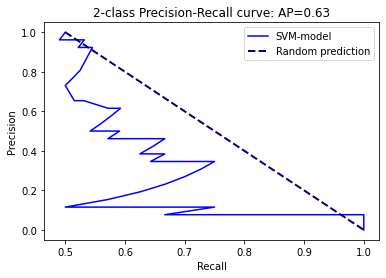 2-class Precision-Recall curve: AP=0.63
SVM-model
Random prediction
Precision
1.0
0.8
0.6
0.4
0.2
0.0
0.5 0.6 0.7 0.8 0.9 1.0
Recall